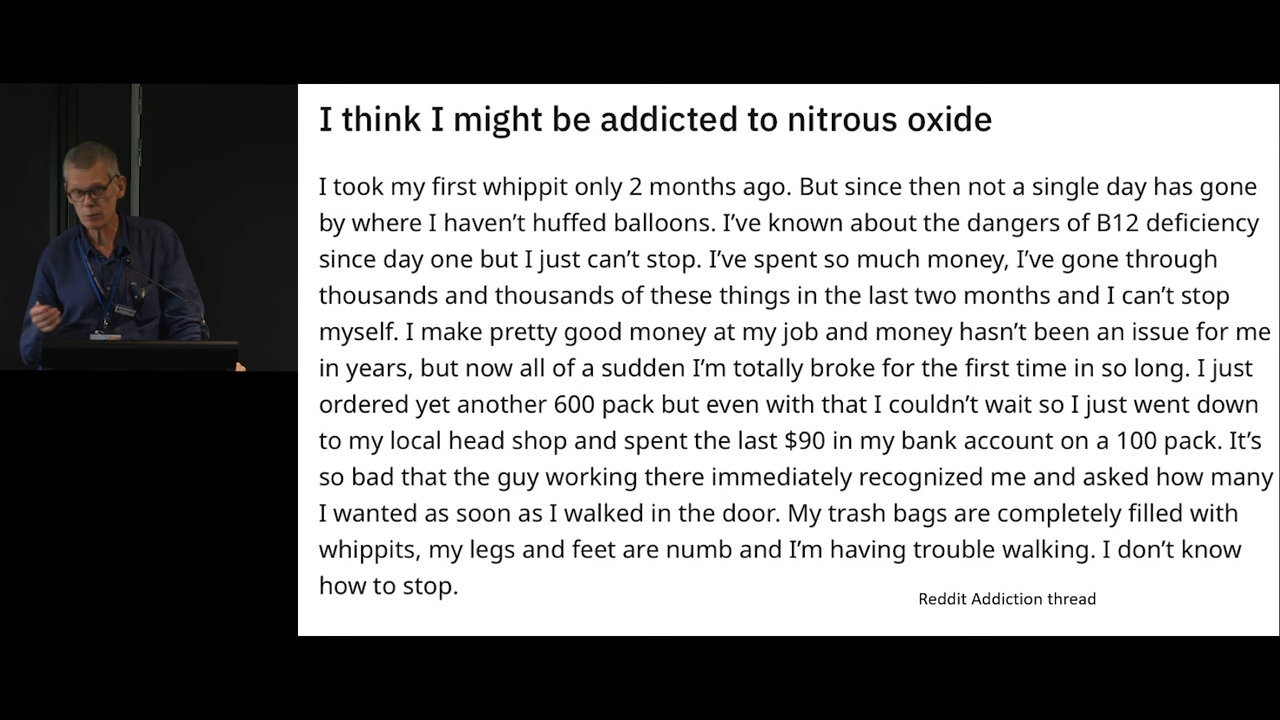 I think I might be addicted to nitrous oxide
I took my first whippit only 2 months ago. But since then not a single day has gone
by where I haven’t huffed balloons. I’ve known about the dangers of B12 deficiency
since day one but I just can’t stop. I’ve spent so much money, I’ve gone through
thousands and thousands of these things in the last two months and I can’t stop
myself. I make pretty good money at my job and money hasn’t been an issue for me
in years, but now all of a sudden I’m totally broke for the first time in so long. I just
ordered yet another 600 pack but even with that I couldn’t wait so I just went down
to my local head shop and spent the last $90 in my bank account on a 100 pack. It’s
so bad that the guy working there immediately recognized me and asked how many
I wanted as soon as I walked in the door. My trash bags are completely filled with
whippits, my legs and feet are numb and I’m having trouble walking. I don’t know
how to stop.
Reddit Addiction thread